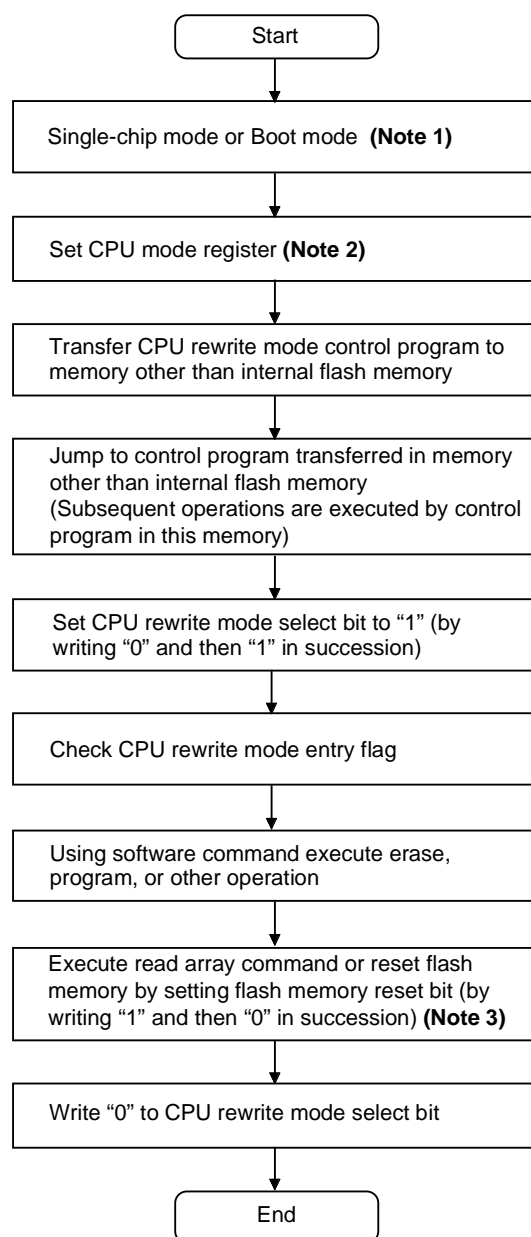 Start
Single-chip mode or Boot mode (Note 1)
Set CPU mode register (Note 2)
Transfer CPU rewrite mode control program to
memory other than internal flash memory
Jump to control program transferred in memory
other than internal flash memory
(Subsequent operations are executed by control
program in this memory)
Set CPU rewrite mode select bit to “1” (by
writing “0” and then “1” in succession)
Check CPU rewrite mode entry flag
Using software command execute erase,
program, or other operation
Execute read array command or reset flash
memory by setting flash memory reset bit (by
writing “1” and then “0” in succession) (Note 3)
Write “0” to CPU rewrite mode select bit
End